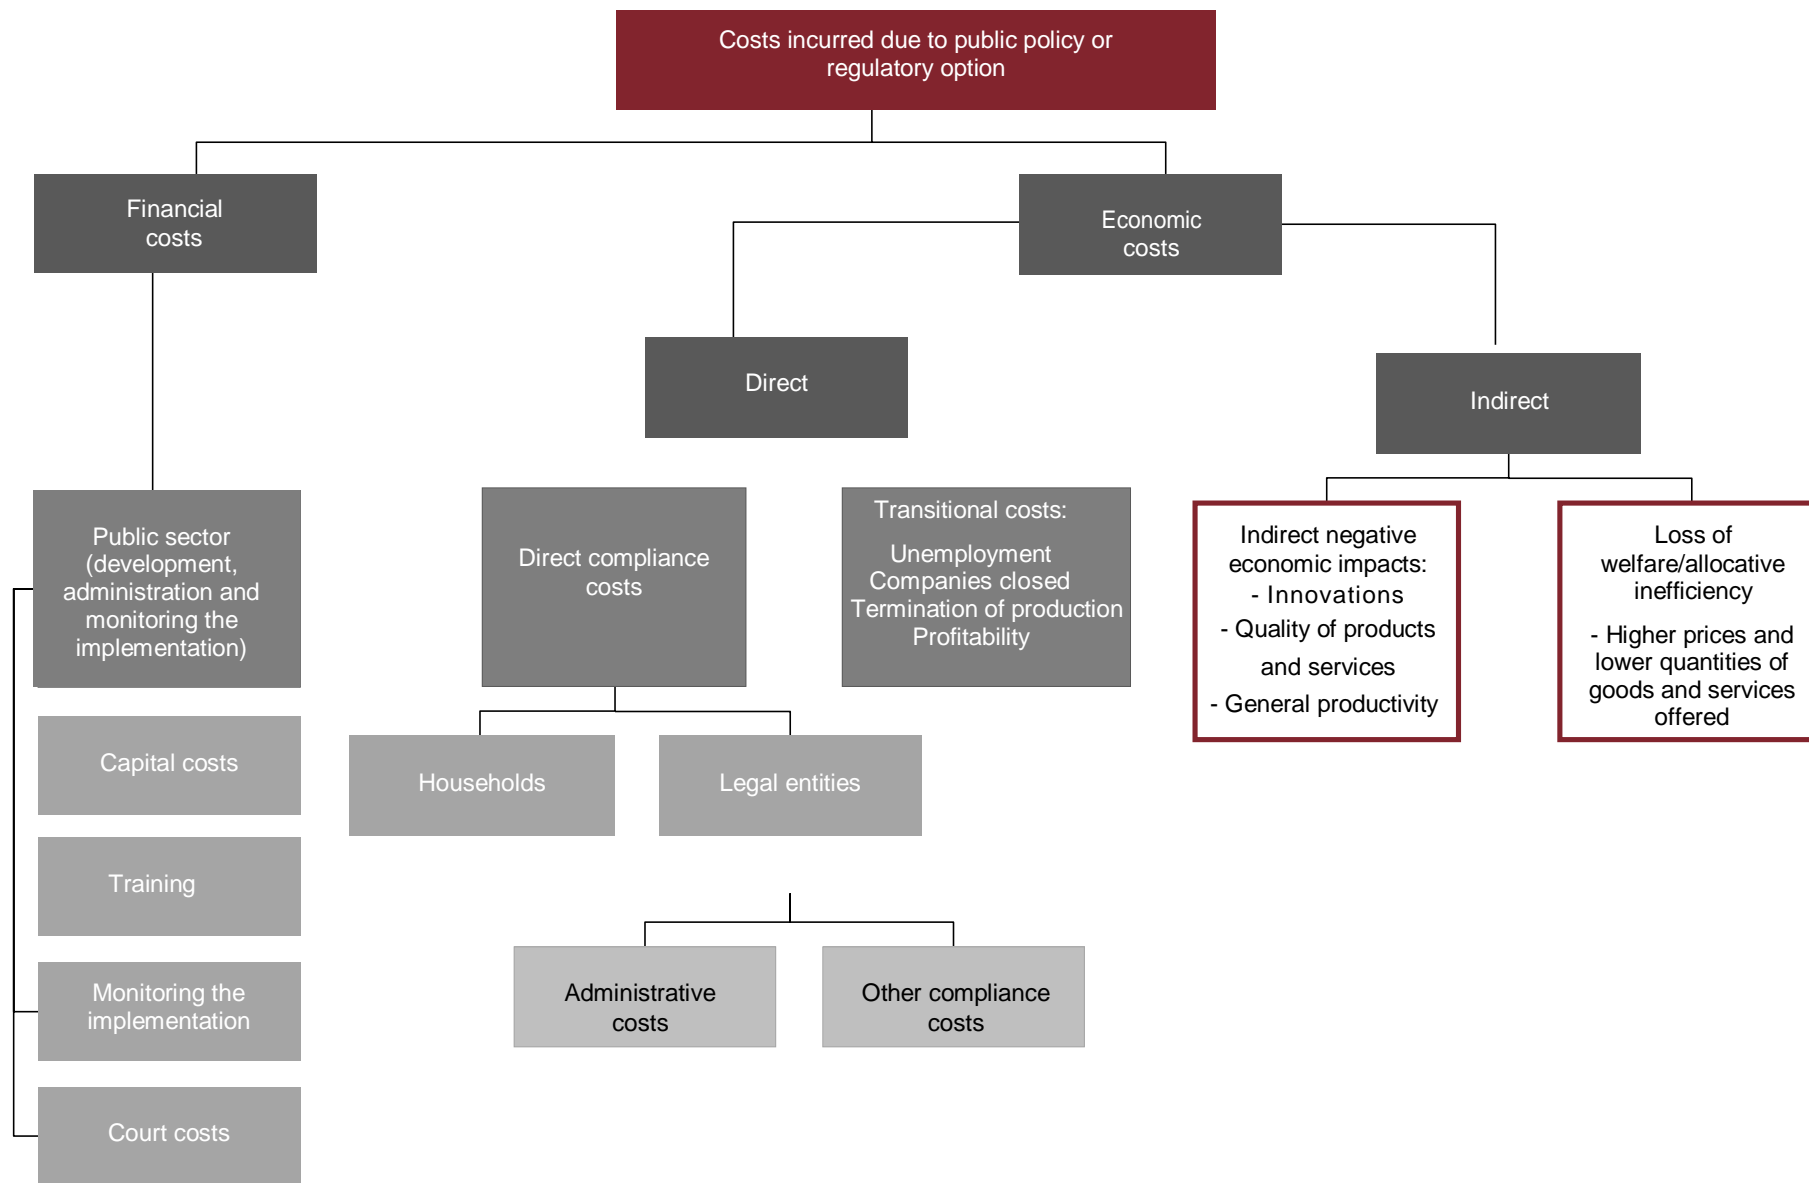 Costs incurred due to public policy or
regulatory option
Financial
costs
Economic
costs
Direct
Indirect
Public sector
(development,
administration and
monitoring the
implementation)
Direct compliance
costs
Transitional costs:
Unemployment
Companies closed
Termination of production
Profitability
Indirect negative
economic impacts:
- Innovations
- Quality of products
and services
- General productivity
Loss of
welfare/allocative
inefficiency
- Higher prices and
lower quantities of
goods and services
offered
Capital costs
Households
Legal entities
Training
Monitoring the
implementation
Administrative
costs
Other compliance
costs
Court costs